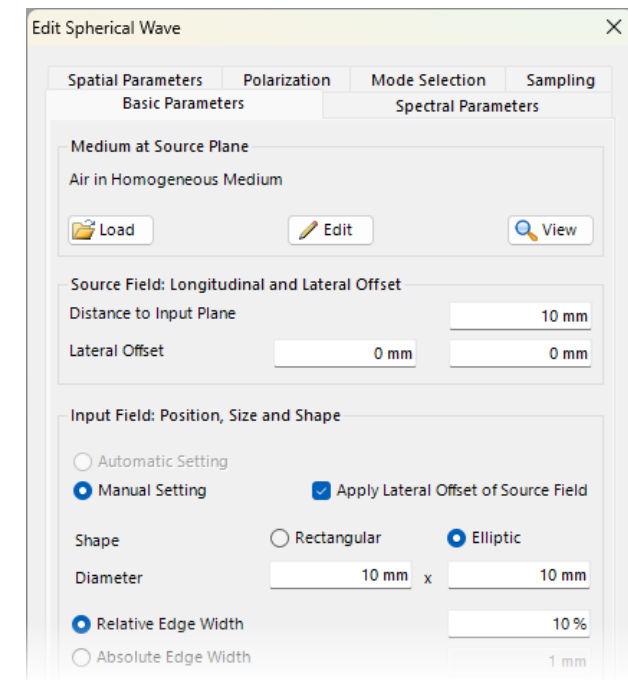 Edit Spherical Wave
Spatial Parameters Polarization Mode Selection Sampling
Basic Parameters Spectral Parameters
Medium at Source Plane
Air in Homogeneous Medium
Load Edit View
Source Field: Longitudinal and Lateral Offset
Distance to Input Plane 10 mm
Lateral Offset 0 mm 0 mm
Input Field: Position, Size and Shape
Automatic Setting
Manual Setting Apply Lateral Offset of Source Field
Shape Rectangular Elliptic
Diameter 10 mm x 10 mm
Relative Edge Width 10 %
Absolute Edge Width 1 mm